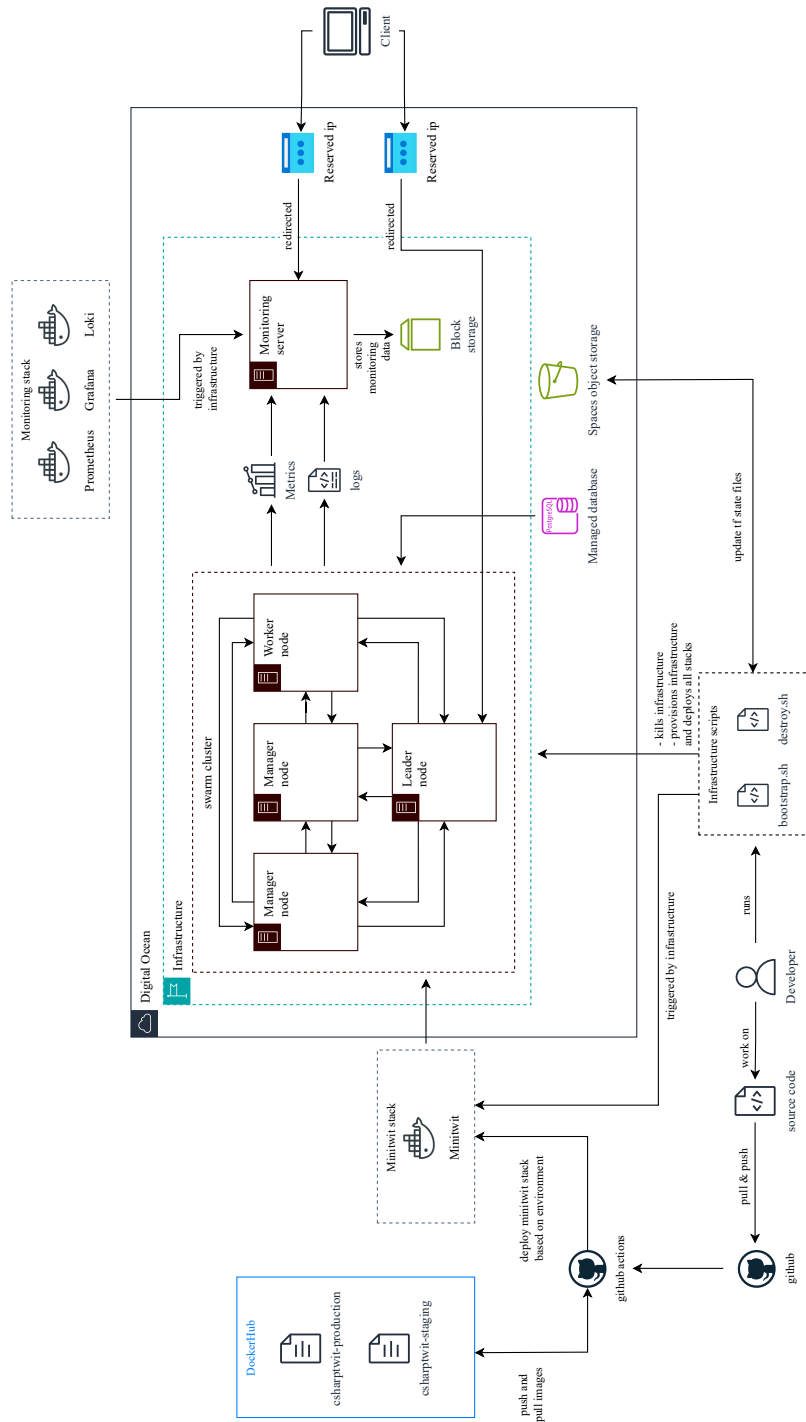 Monitoring stack
Prometheus
Grafana
Loki
triggered by
infrastructure
Digital Ocean
Infrastructure
swarm cluster
Manager
node
Manager
node
Worker
node
Leader
node
Metrics
logs
Monitoring
server
stores
monitoring
data
Block
storage
redirected
redirected
Reserved ip
Reserved ip
Client
DockerHub
csharptwit-production
csharptwit-staging
push and
pull images
Minitwit stack
Minitwit
deploy minitwit stack
based on environment
github actions
PostgreSQL
Managed database
Spaces object storage
triggered by infrastructrure
- kills infrastructure
- provisions infrastructure
and deploys all stacks
update tf state files
Infrastructure scripts
bootstrap.sh
destroy.sh
github
pull & push
source code
work on
Developer
runs